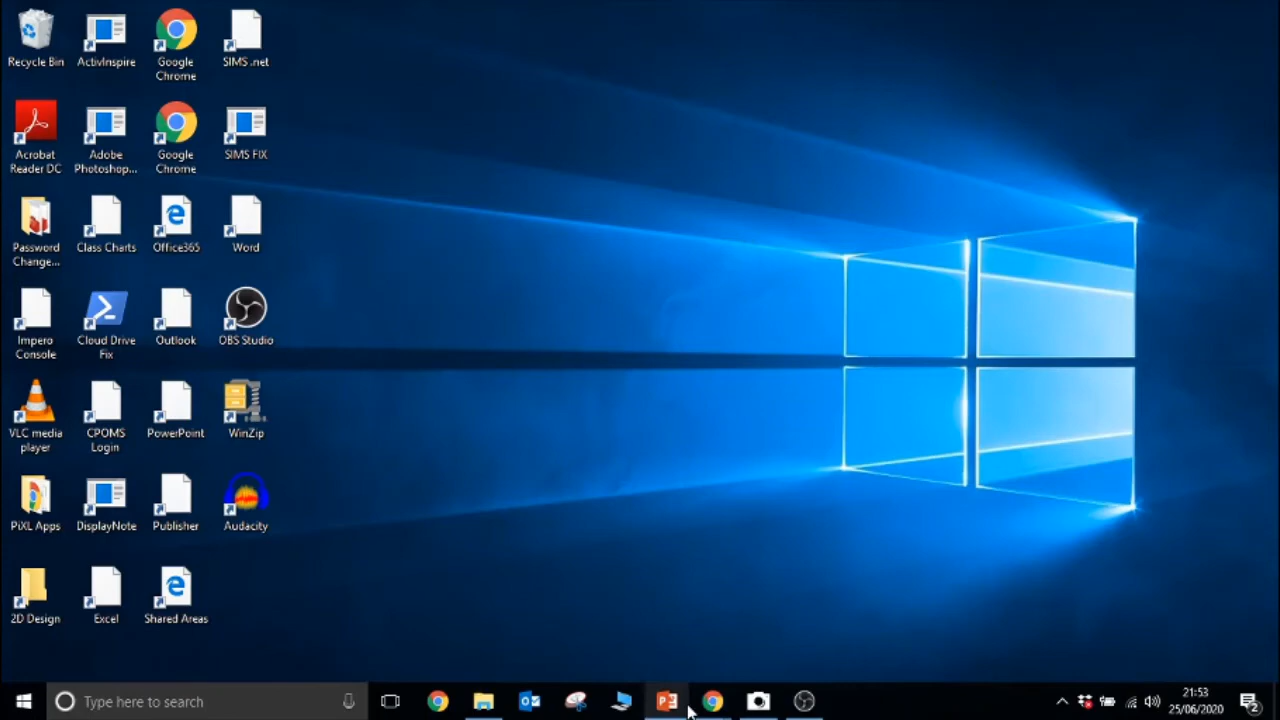 Recycle Bin
ActivInspire
Google
Chrome
SIMS .net
Acrobat
Reader DC
Adobe
Photoshop...
Google
Chrome
SIMS FIX
Password
Change...
Class Charts
Office365
Word
Impero
Console
Cloud Drive
Fix
Outlook
OBS Studio
VLC media
player
CPOMS
Login
PowerPoint
WinZip
PiXL Apps
DisplayNote
Publisher
Audacity
2D Design
Excel
Shared Areas
Type here to search
21:53
25/06/2020
2